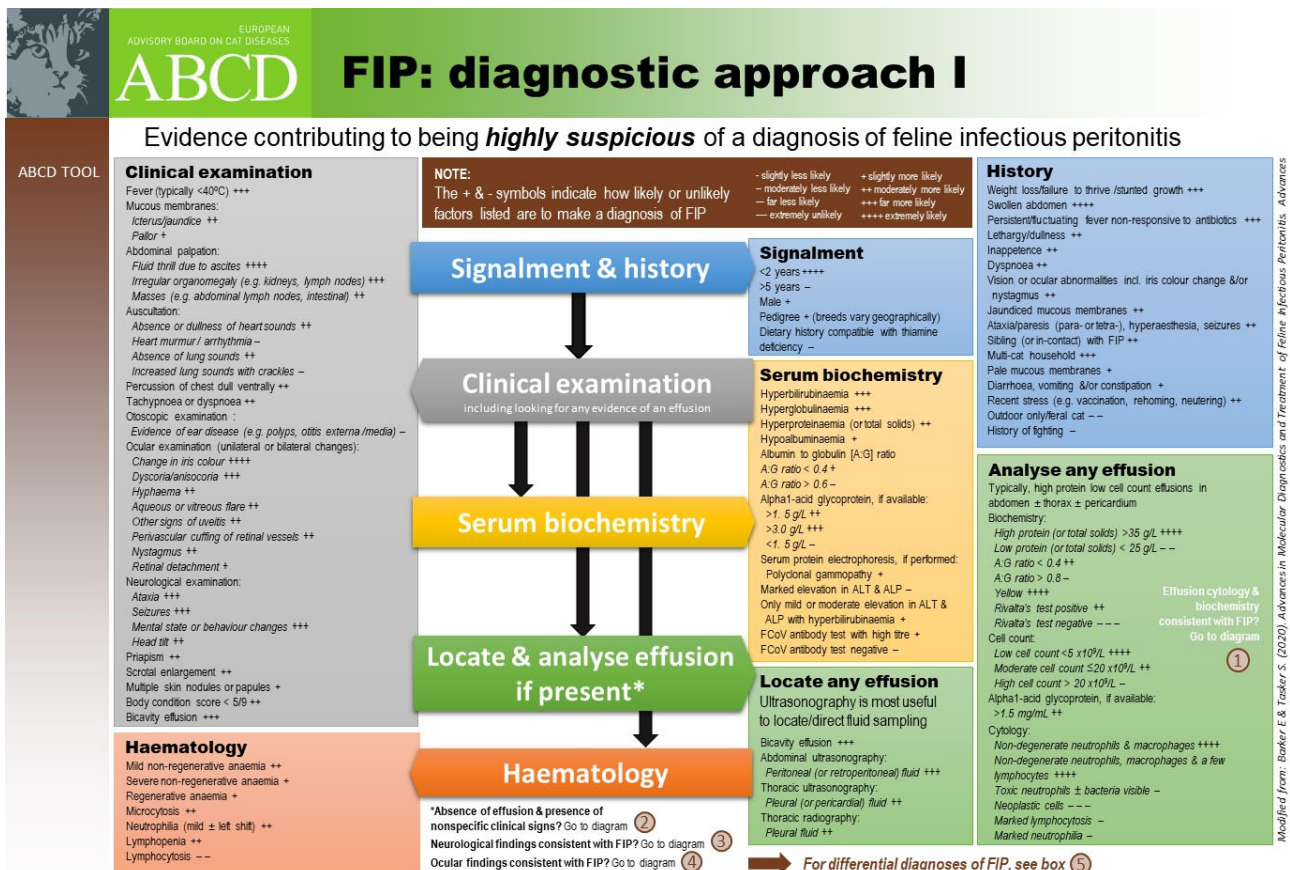 EUROPEAN
ADVISORY BOARD ON CAT DISEASES
ABCD
FIP: diagnostic approach I
Evidence contributing to being highly suspicious of a diagnosis of feline infectious peritonitis
ABCD TOOL
Clinical examination
Fever (typically <40ºC) +++
Mucous membranes:
Icterus/jaundice ++
Pallor +
Abdominal palpation:
Fluid thrill due to ascites ++++
Irregular organomegaly (e.g. kidneys, lymph nodes) +++
Masses (e.g. abdominal lymph nodes, intestinal) ++
Auscultation:
Absence or dullness of heart sounds ++
Heart murmur / arrhythmia –
Absence of lung sounds ++
Increased lung sounds with crackles –
Percussion of chest dull ventrally ++
Tachypnoea or dyspnoea ++
Otoscopic examination :
Evidence of ear disease (e.g. polyps, otitis externa /media) –
Ocular examination (unilateral or bilateral changes):
Change in iris colour ++++
Dyscoria/anisocoria +++
Hyphaema ++
Aqueous or vitreous flare ++
Other signs of uveitis ++
Perivascular cuffing of retinal vessels ++
Nystagmus ++
Retinal detachment +
Neurological examination:
Ataxia +++
Seizures +++
Mental state or behaviour changes +++
Head tilt ++
Priapism ++
Scrotal enlargement ++
Multiple skin nodules or papules +
Body condition score < 5/9 ++
Bicavity effusion +++
Haematology
Mild non-regenerative anaemia ++
Severe non-regenerative anaemia +
Regenerative anaemia +
Microcytosis ++
Neutrophilia (mild ± left shift) ++
Lymphopenia ++
Lymphocytosis – –
NOTE:
The + & - symbols indicate how likely or unlikely
factors listed are to make a diagnosis of FIP
- slightly less likely
-- moderately less likely
--- far less likely
---- extremely unlikely
+ slightly more likely
++ moderately more likely
+++ far more likely
++++ extremely likely
Signalment & history
Clinical examination
including looking for any evidence of an effusion
Serum biochemistry
Locate & analyse effusion
if present*
Haematology
*Absence of effusion & presence of
nonspecific clinical signs? Go to diagram 2
Neurological findings consistent with FIP? Go to diagram 3
Ocular findings consistent with FIP? Go to diagram 4
Signalment
<2 years ++++
>5 years –
Male +
Pedigree + (breeds vary geographically)
Dietary history compatible with thiamine
deficiency –
Serum biochemistry
Hyperbilirubinaemia +++
Hyperglobulinaemia +++
Hyperproteinaemia (or total solids) ++
Hypoalbuminaemia +
Albumin to globulin [A:G] ratio
A:G ratio < 0.4 +
A:G ratio > 0.6 –
Alpha1-acid glycoprotein, if available:
>1. 5 g/L ++
>3.0 g/L +++
<1. 5 g/L –
Serum protein electrophoresis, if performed:
Polyclonal gammopathy +
Marked elevation in ALT & ALP –
Only mild or moderate elevation in ALT &
ALP with hyperbilirubinaemia +
FCoV antibody test with high titre +
FCoV antibody test negative –
Locate any effusion
Ultrasonography is most useful
to locate/direct fluid sampling
Bicavity effusion +++
Abdominal ultrasonography:
Peritoneal (or retroperitoneal) fluid +++
Thoracic ultrasonography:
Pleural (or pericardial) fluid ++
Thoracic radiography:
Pleural fluid ++
History
Weight loss/failure to thrive /stunted growth +++
Swollen abdomen ++++
Persistent/fluctuating fever non-responsive to antibiotics +++
Lethargy/dullness ++
Inappetence ++
Dyspnoea ++
Vision or ocular abnormalities incl. iris colour change &/or
nystagmus ++
Jaundiced mucous membranes ++
Ataxia/paresis (para- or tetra-), hyperaesthesia, seizures ++
Sibling (or in-contact) with FIP ++
Multi-cat household +++
Pale mucous membranes +
Diarrhoea, vomiting &/or constipation +
Recent stress (e.g. vaccination, rehoming, neutering) ++
Outdoor only/feral cat – –
History of fighting –
Analyse any effusion
Typically, high protein low cell count effusions in
abdomen ± thorax ± pericardium
Biochemistry:
High protein (or total solids) >35 g/L ++++
Low protein (or total solids) < 25 g/L – –
A:G ratio < 0.4 ++
A:G ratio > 0.8 –
Yellow ++++
Rivalta's test positive ++
Rivalta's test negative – – –
Cell count:
Low cell count <5 x10⁹/L ++++
Moderate cell count ≤20 x10⁹/L ++
High cell count > 20 x10⁹/L –
Alpha1-acid glycoprotein, if available:
>1.5 mg/mL ++
Cytology:
Non-degenerate neutrophils & macrophages ++++
Non-degenerate neutrophils, macrophages & a few
lymphocytes ++++
Toxic neutrophils ± bacteria visible –
Neoplastic cells – – –
Marked lymphocytosis –
Marked neutrophilia –
Effusion cytology &
biochemistry
consistent with FIP?
Go to diagram
1
For differential diagnoses of FIP, see box 5
Modified from: Barker E & Tasker S. (2020). Advances in Molecular Diagnostics and Treatment of Feline Infectious Peritonitis. Advances